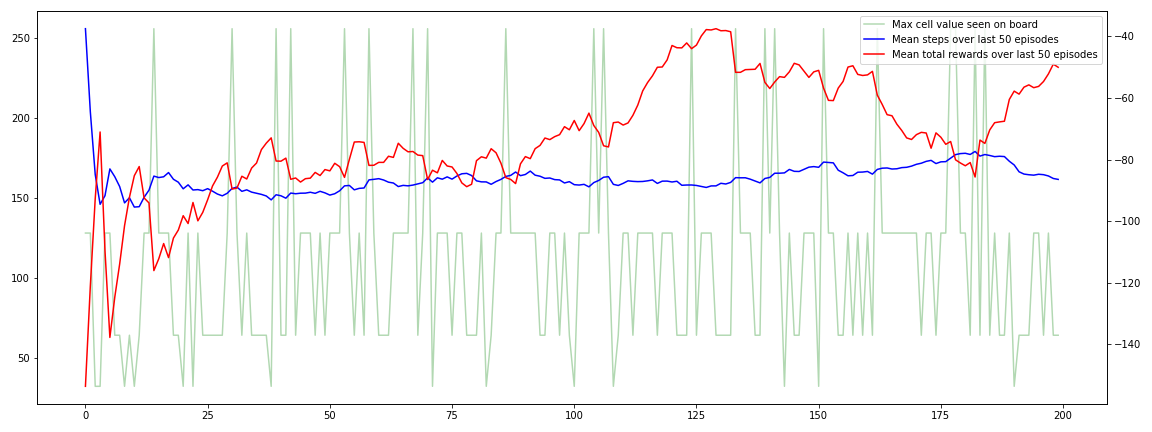 Max cell value seen on board
Mean steps over last 50 episodes
Mean total rewards over last 50 episodes
250
200
150
100
50
−40
−60
−80
−100
−120
−140
0 25 50 75 100 125 150 175 200